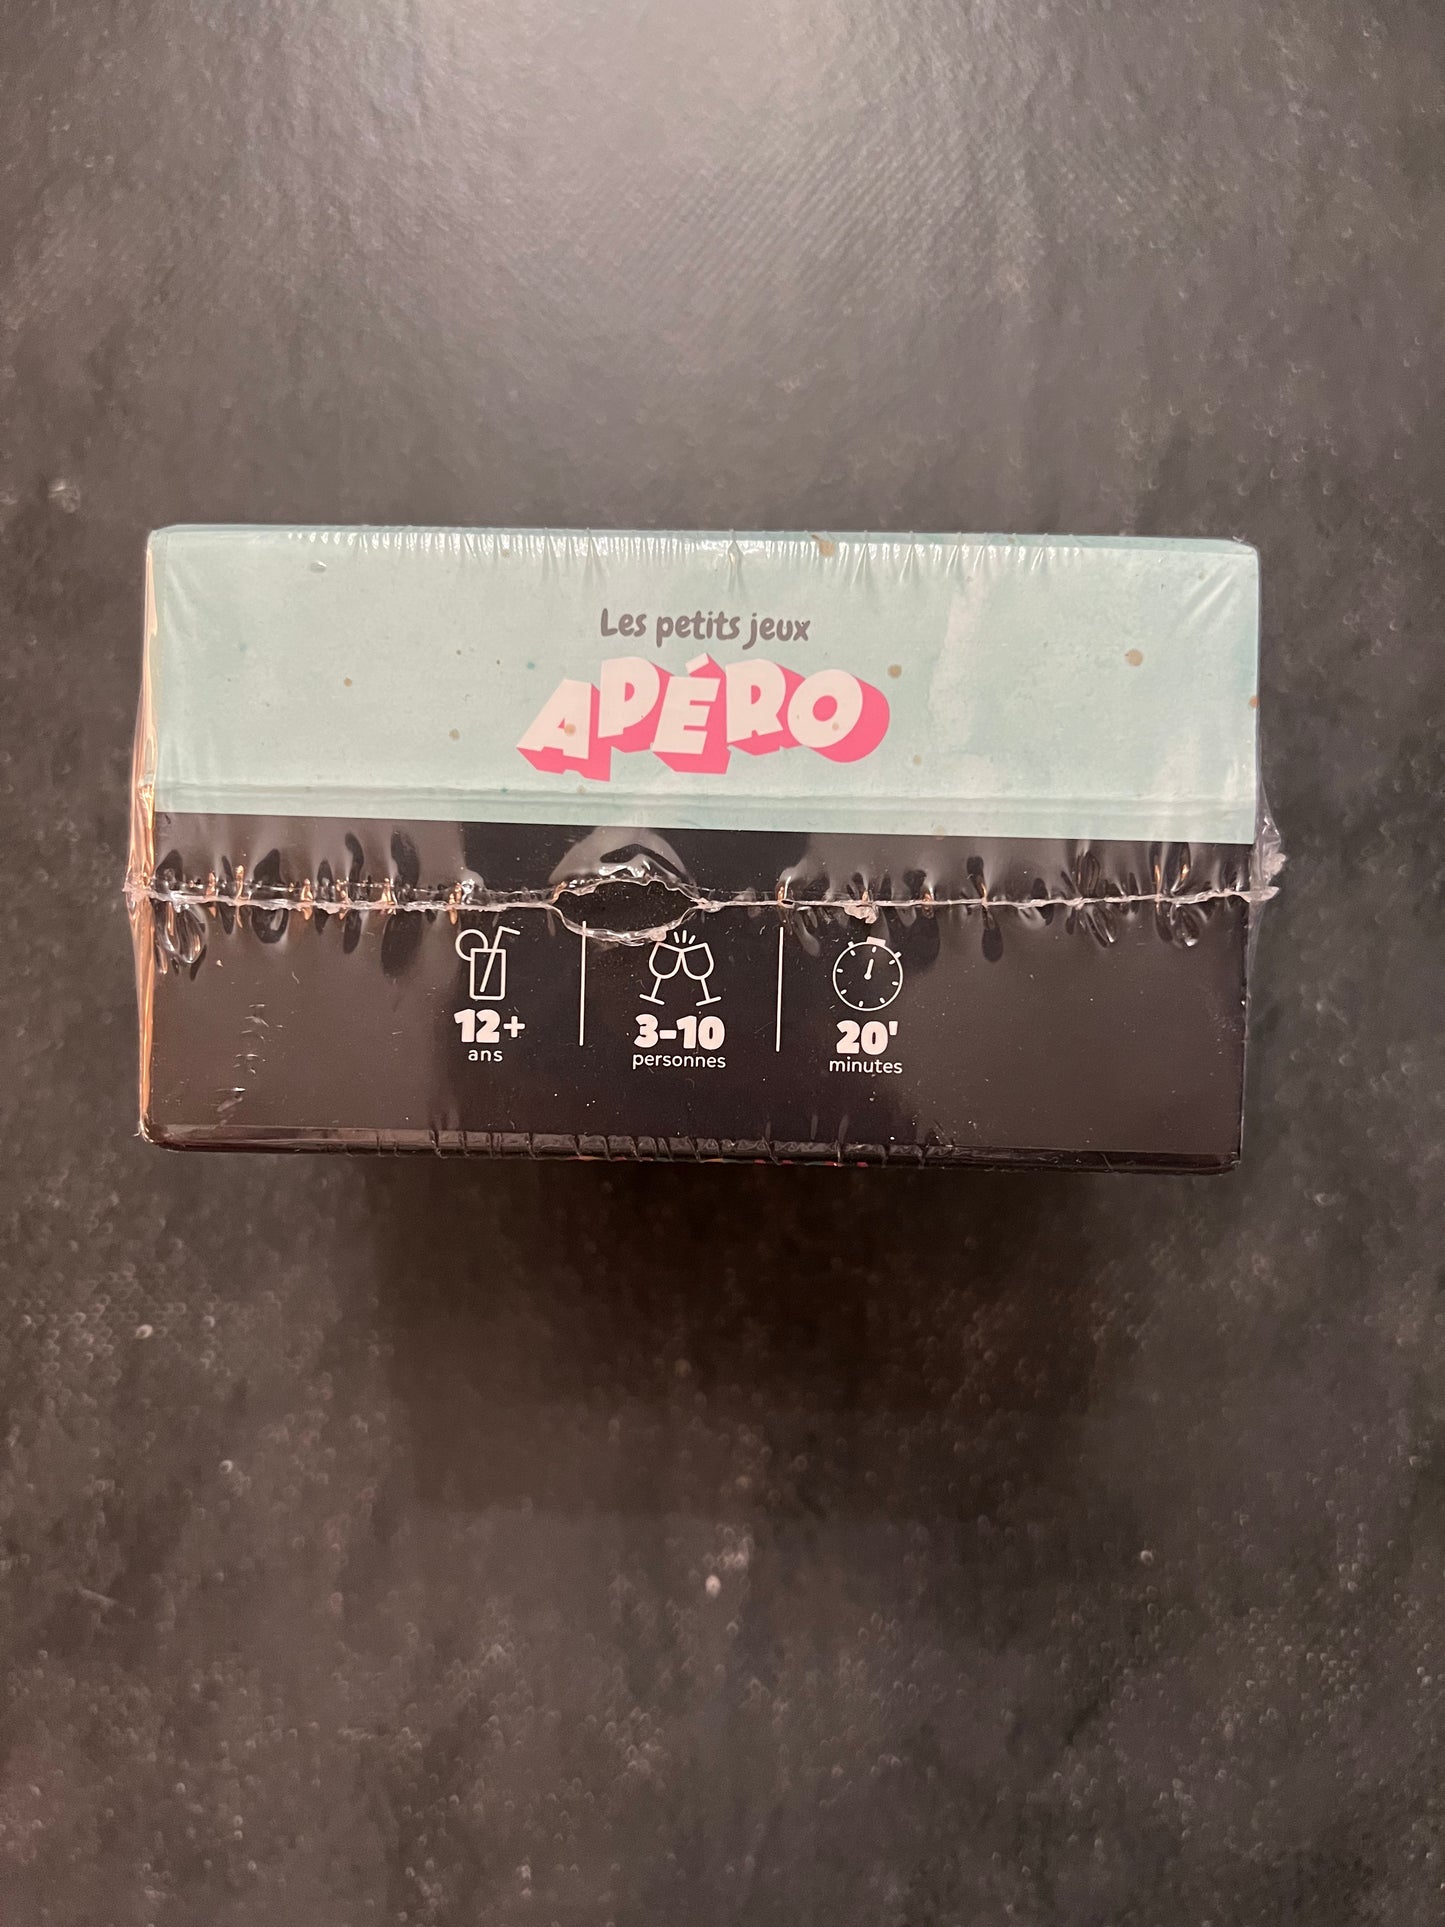 Les petits jeux
APÉRO
12+
ans
3-10
personnes
20'
minutes